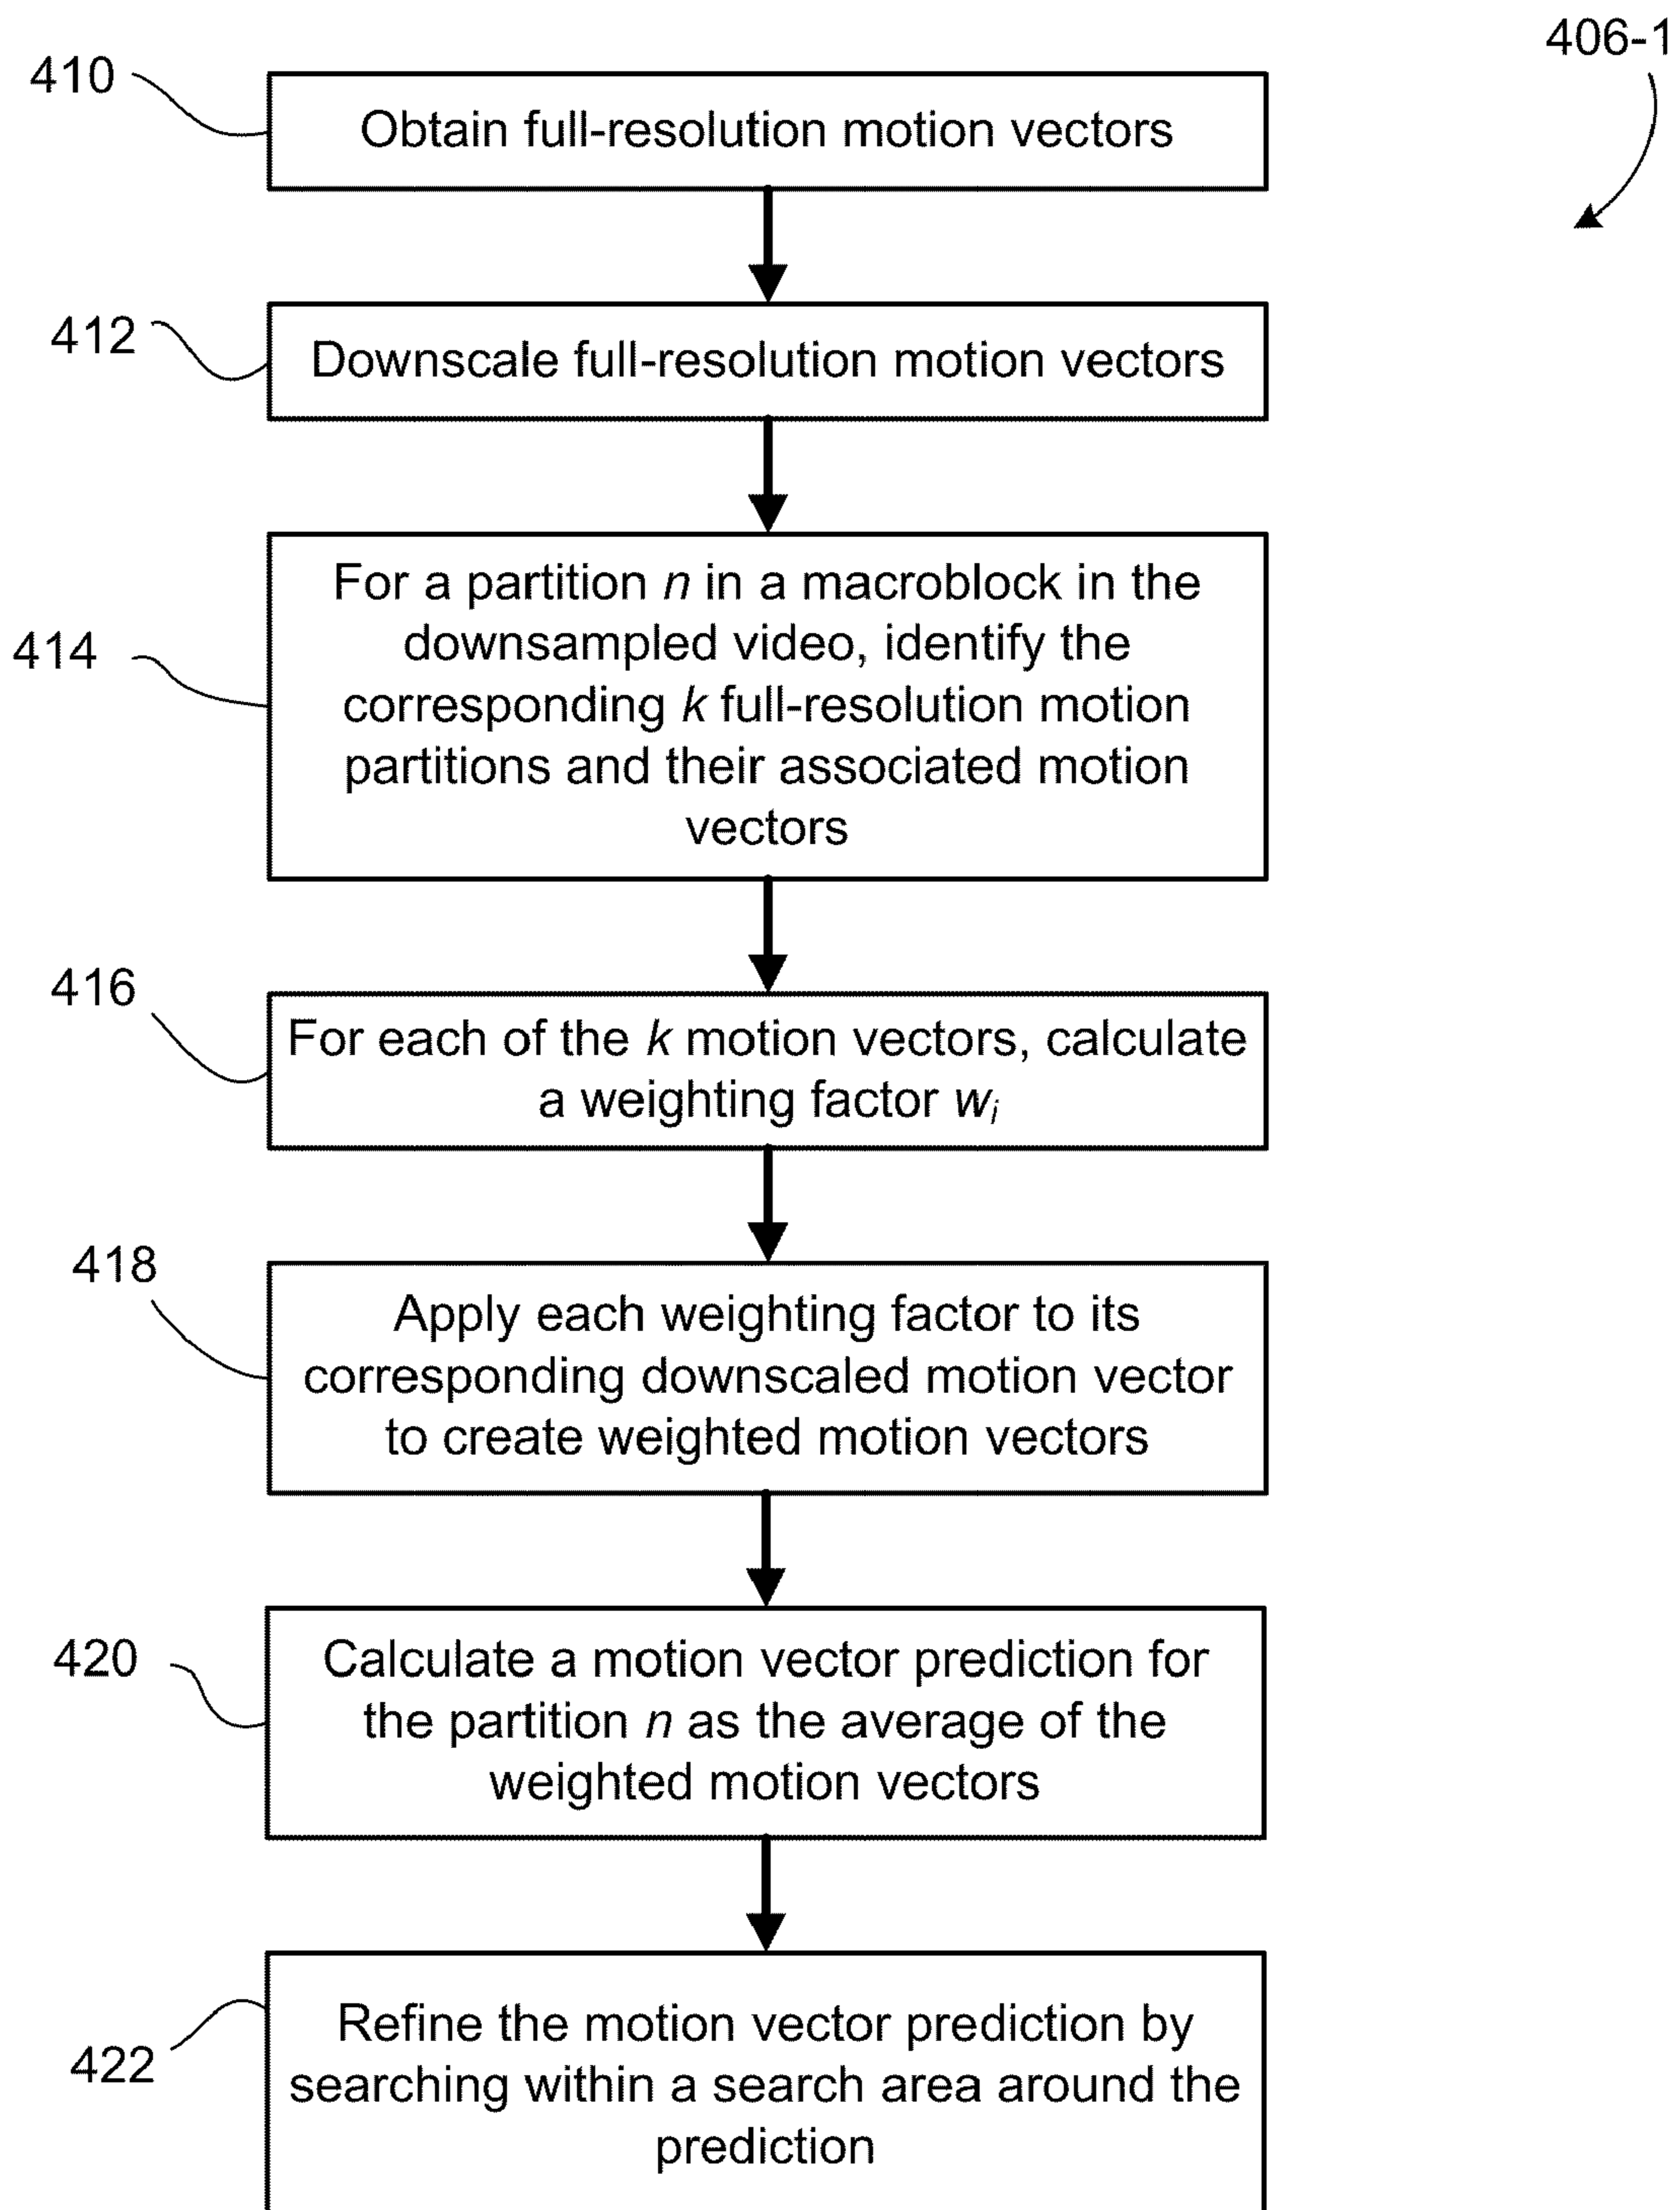 406-1
410
Obtain full-resolution motion vectors
412
Downscale full-resolution motion vectors
414
For a partition n in a macroblock in the
downsampled video, identify the
corresponding k full-resolution motion
partitions and their associated motion
vectors
416
For each of the k motion vectors, calculate
a weighting factor wi
418
Apply each weighting factor to its
corresponding downscaled motion vector
to create weighted motion vectors
420
Calculate a motion vector prediction for
the partition n as the average of the
weighted motion vectors
422
Refine the motion vector prediction by
searching within a search area around the
prediction